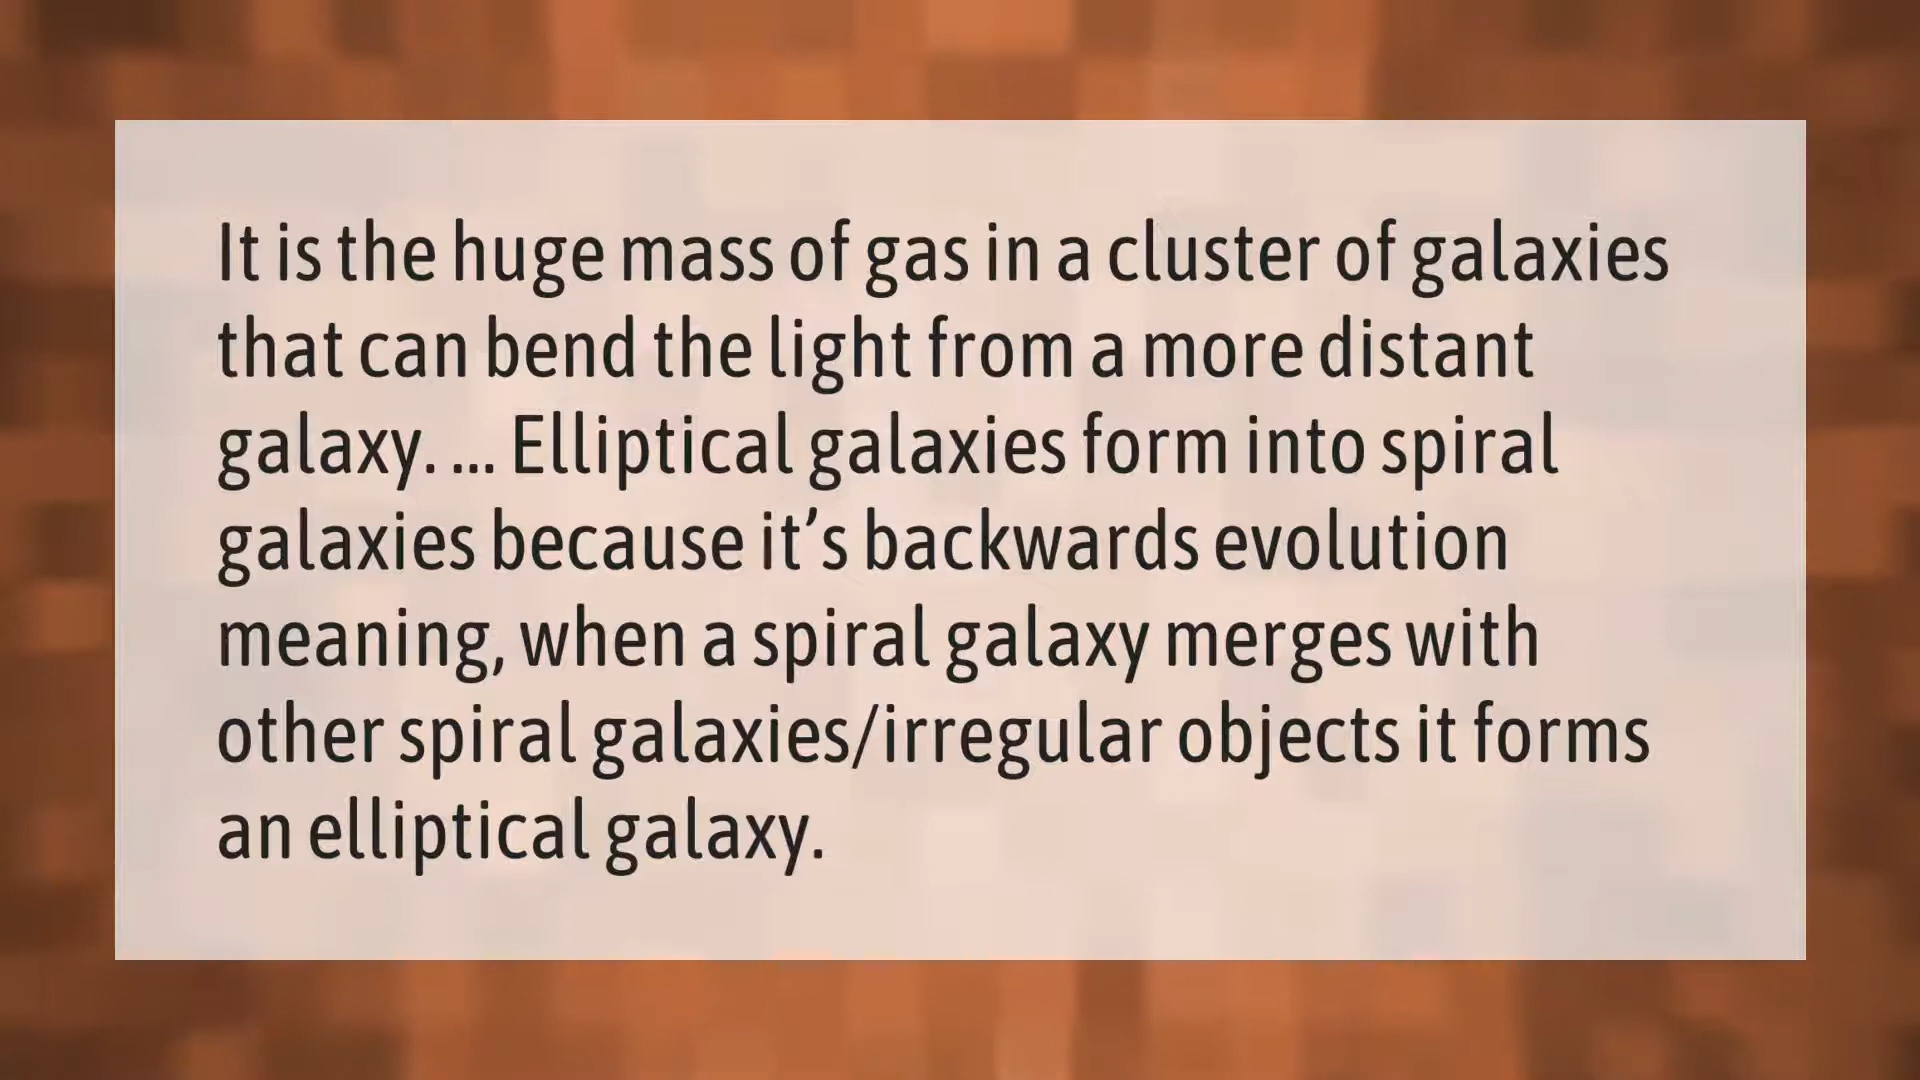 It is the huge mass of gas in a cluster of galaxies
that can bend the light from a more distant
galaxy. ... Elliptical galaxies form into spiral
galaxies because it’s backwards evolution
meaning, when a spiral galaxy merges with
other spiral galaxies/irregular objects it forms
an elliptical galaxy.